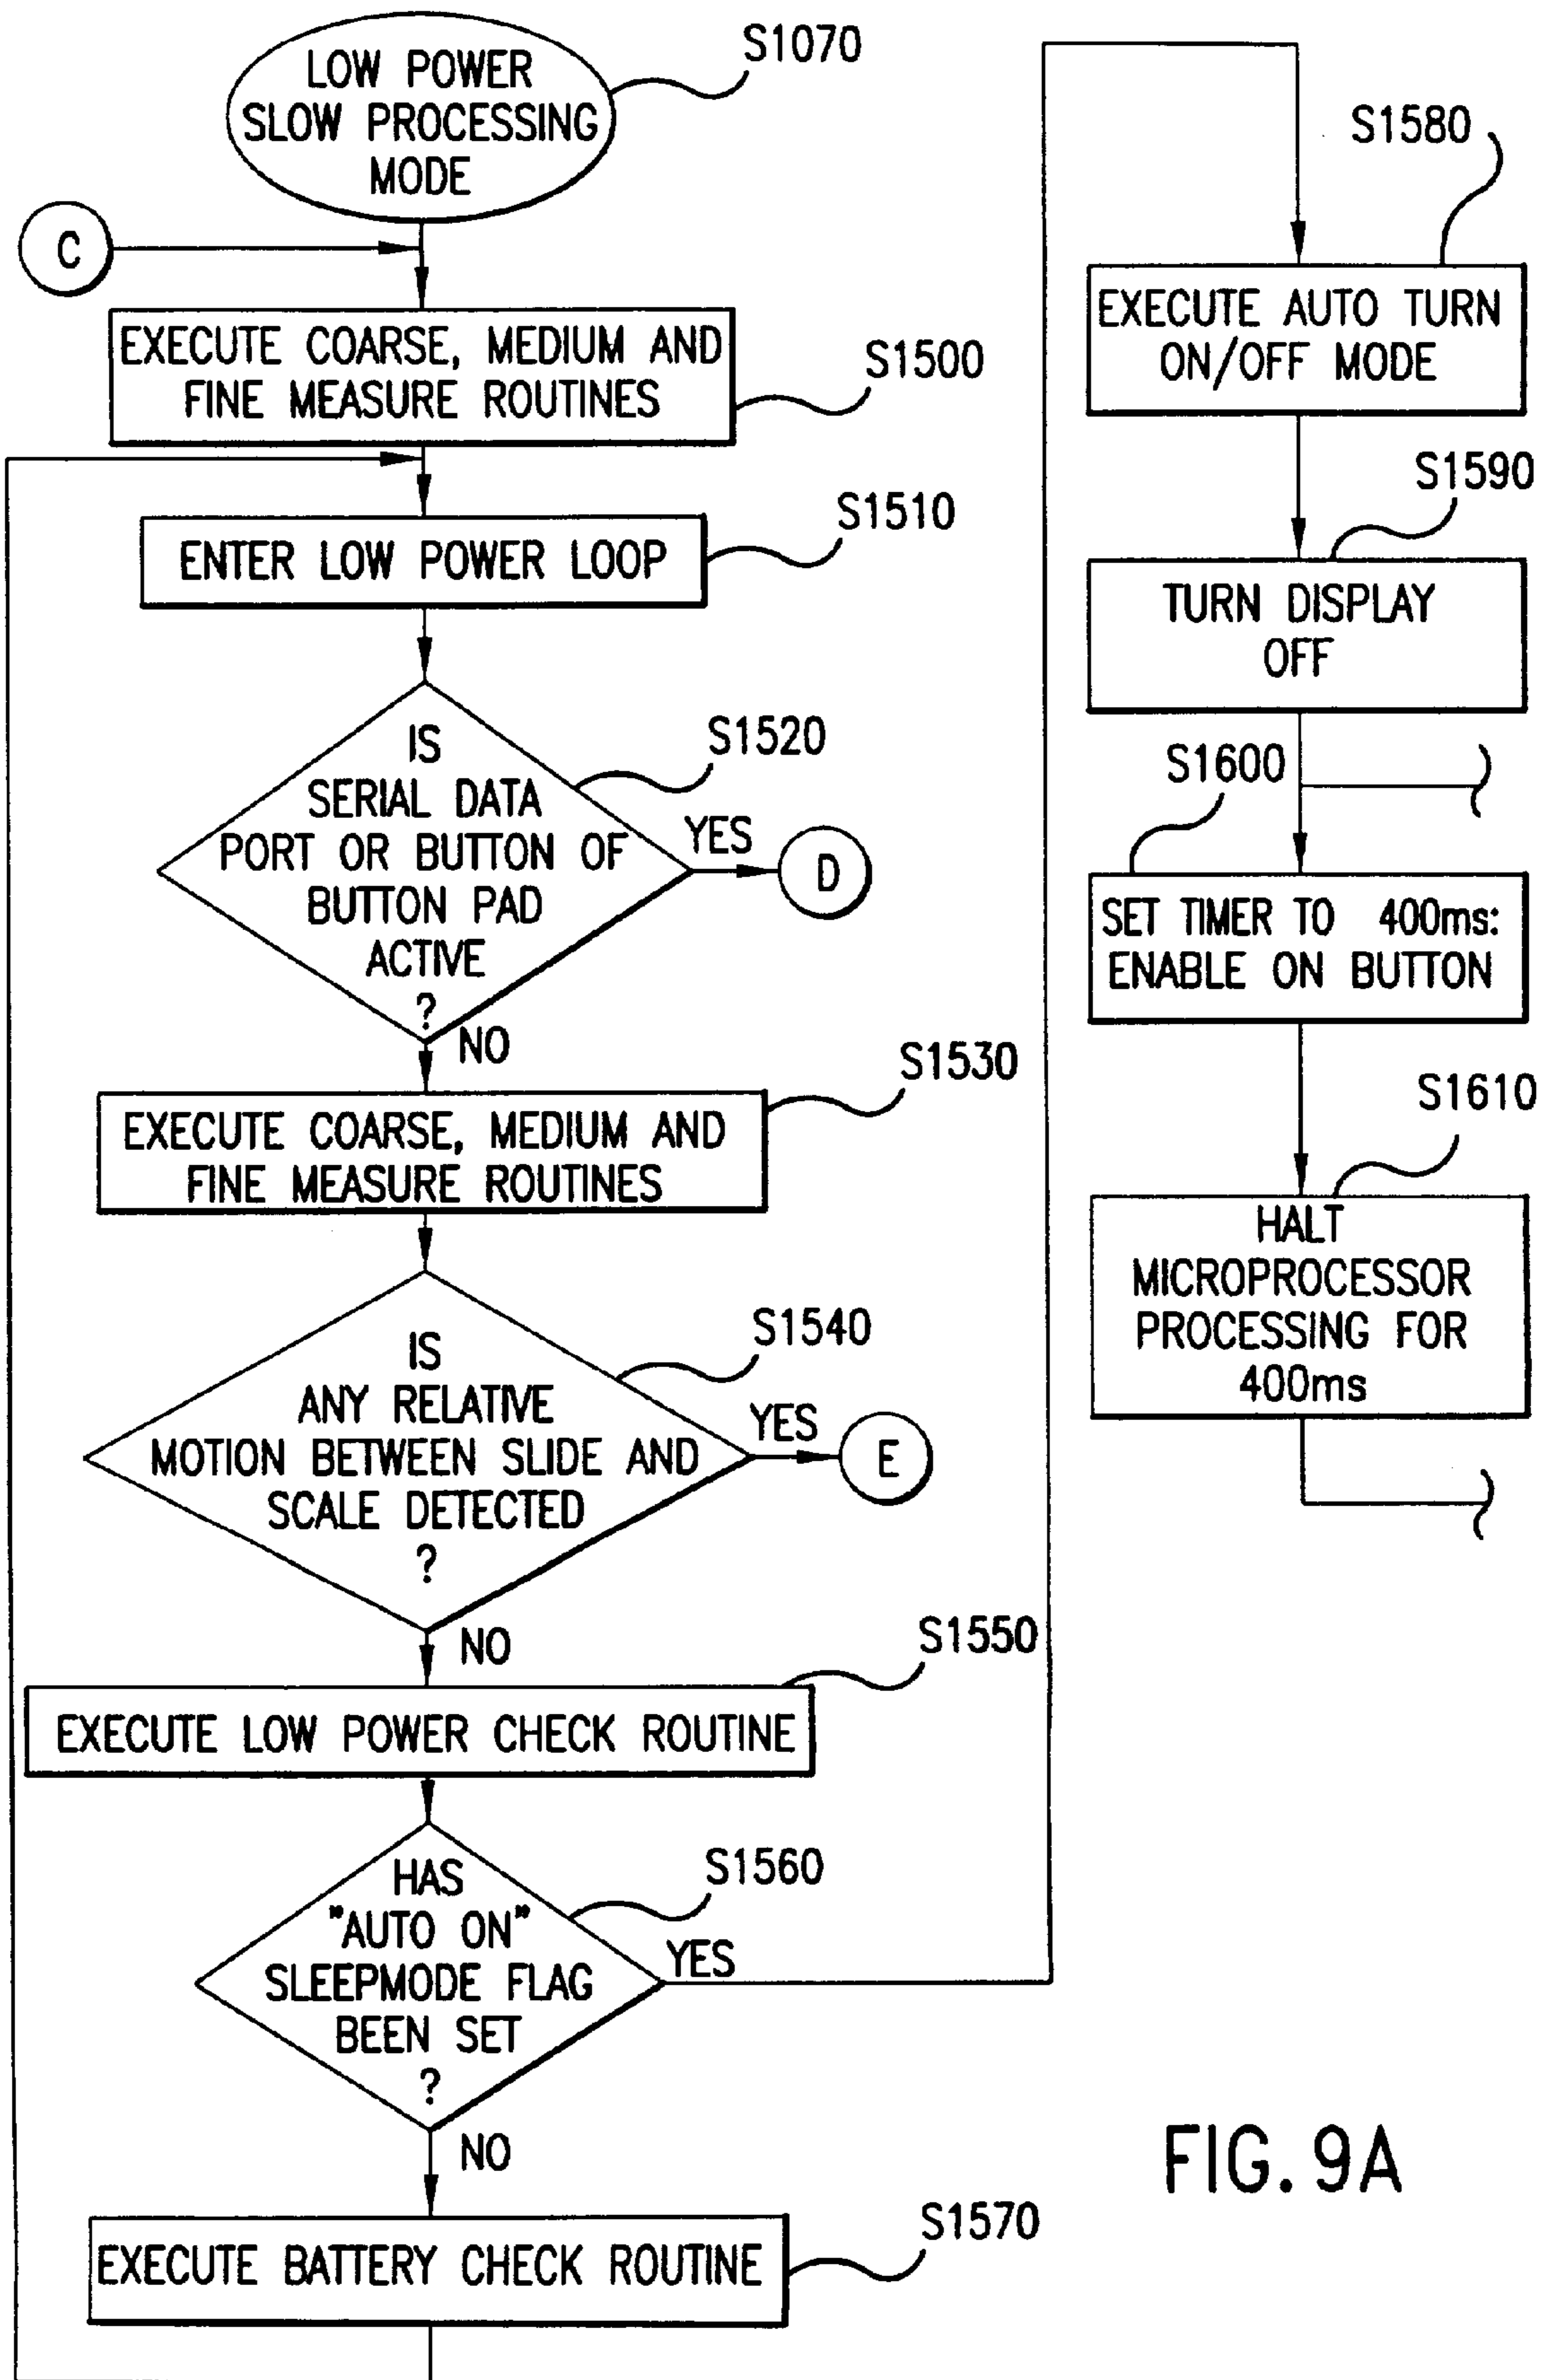 LOW POWER
SLOW PROCESSING
MODE
S1070
C
EXECUTE COARSE, MEDIUM AND
FINE MEASURE ROUTINES
S1500
ENTER LOW POWER LOOP
S1510
IS
SERIAL DATA
PORT OR BUTTON OF
BUTTON PAD
ACTIVE
?
S1520
YES
D
NO
EXECUTE COARSE, MEDIUM AND
FINE MEASURE ROUTINES
S1530
IS
ANY RELATIVE
MOTION BETWEEN SLIDE AND
SCALE DETECTED
?
S1540
YES
E
NO
EXECUTE LOW POWER CHECK ROUTINE
S1550
HAS
"AUTO ON"
SLEEPMODE FLAG
BEEN SET
?
S1560
YES
NO
EXECUTE BATTERY CHECK ROUTINE
S1570
S1580
EXECUTE AUTO TURN
ON/OFF MODE
S1590
TURN DISPLAY
OFF
S1600
SET TIMER TO 400ms:
ENABLE ON BUTTON
S1610
HALT
MICROPROCESSOR
PROCESSING FOR
400ms
FIG. 9A